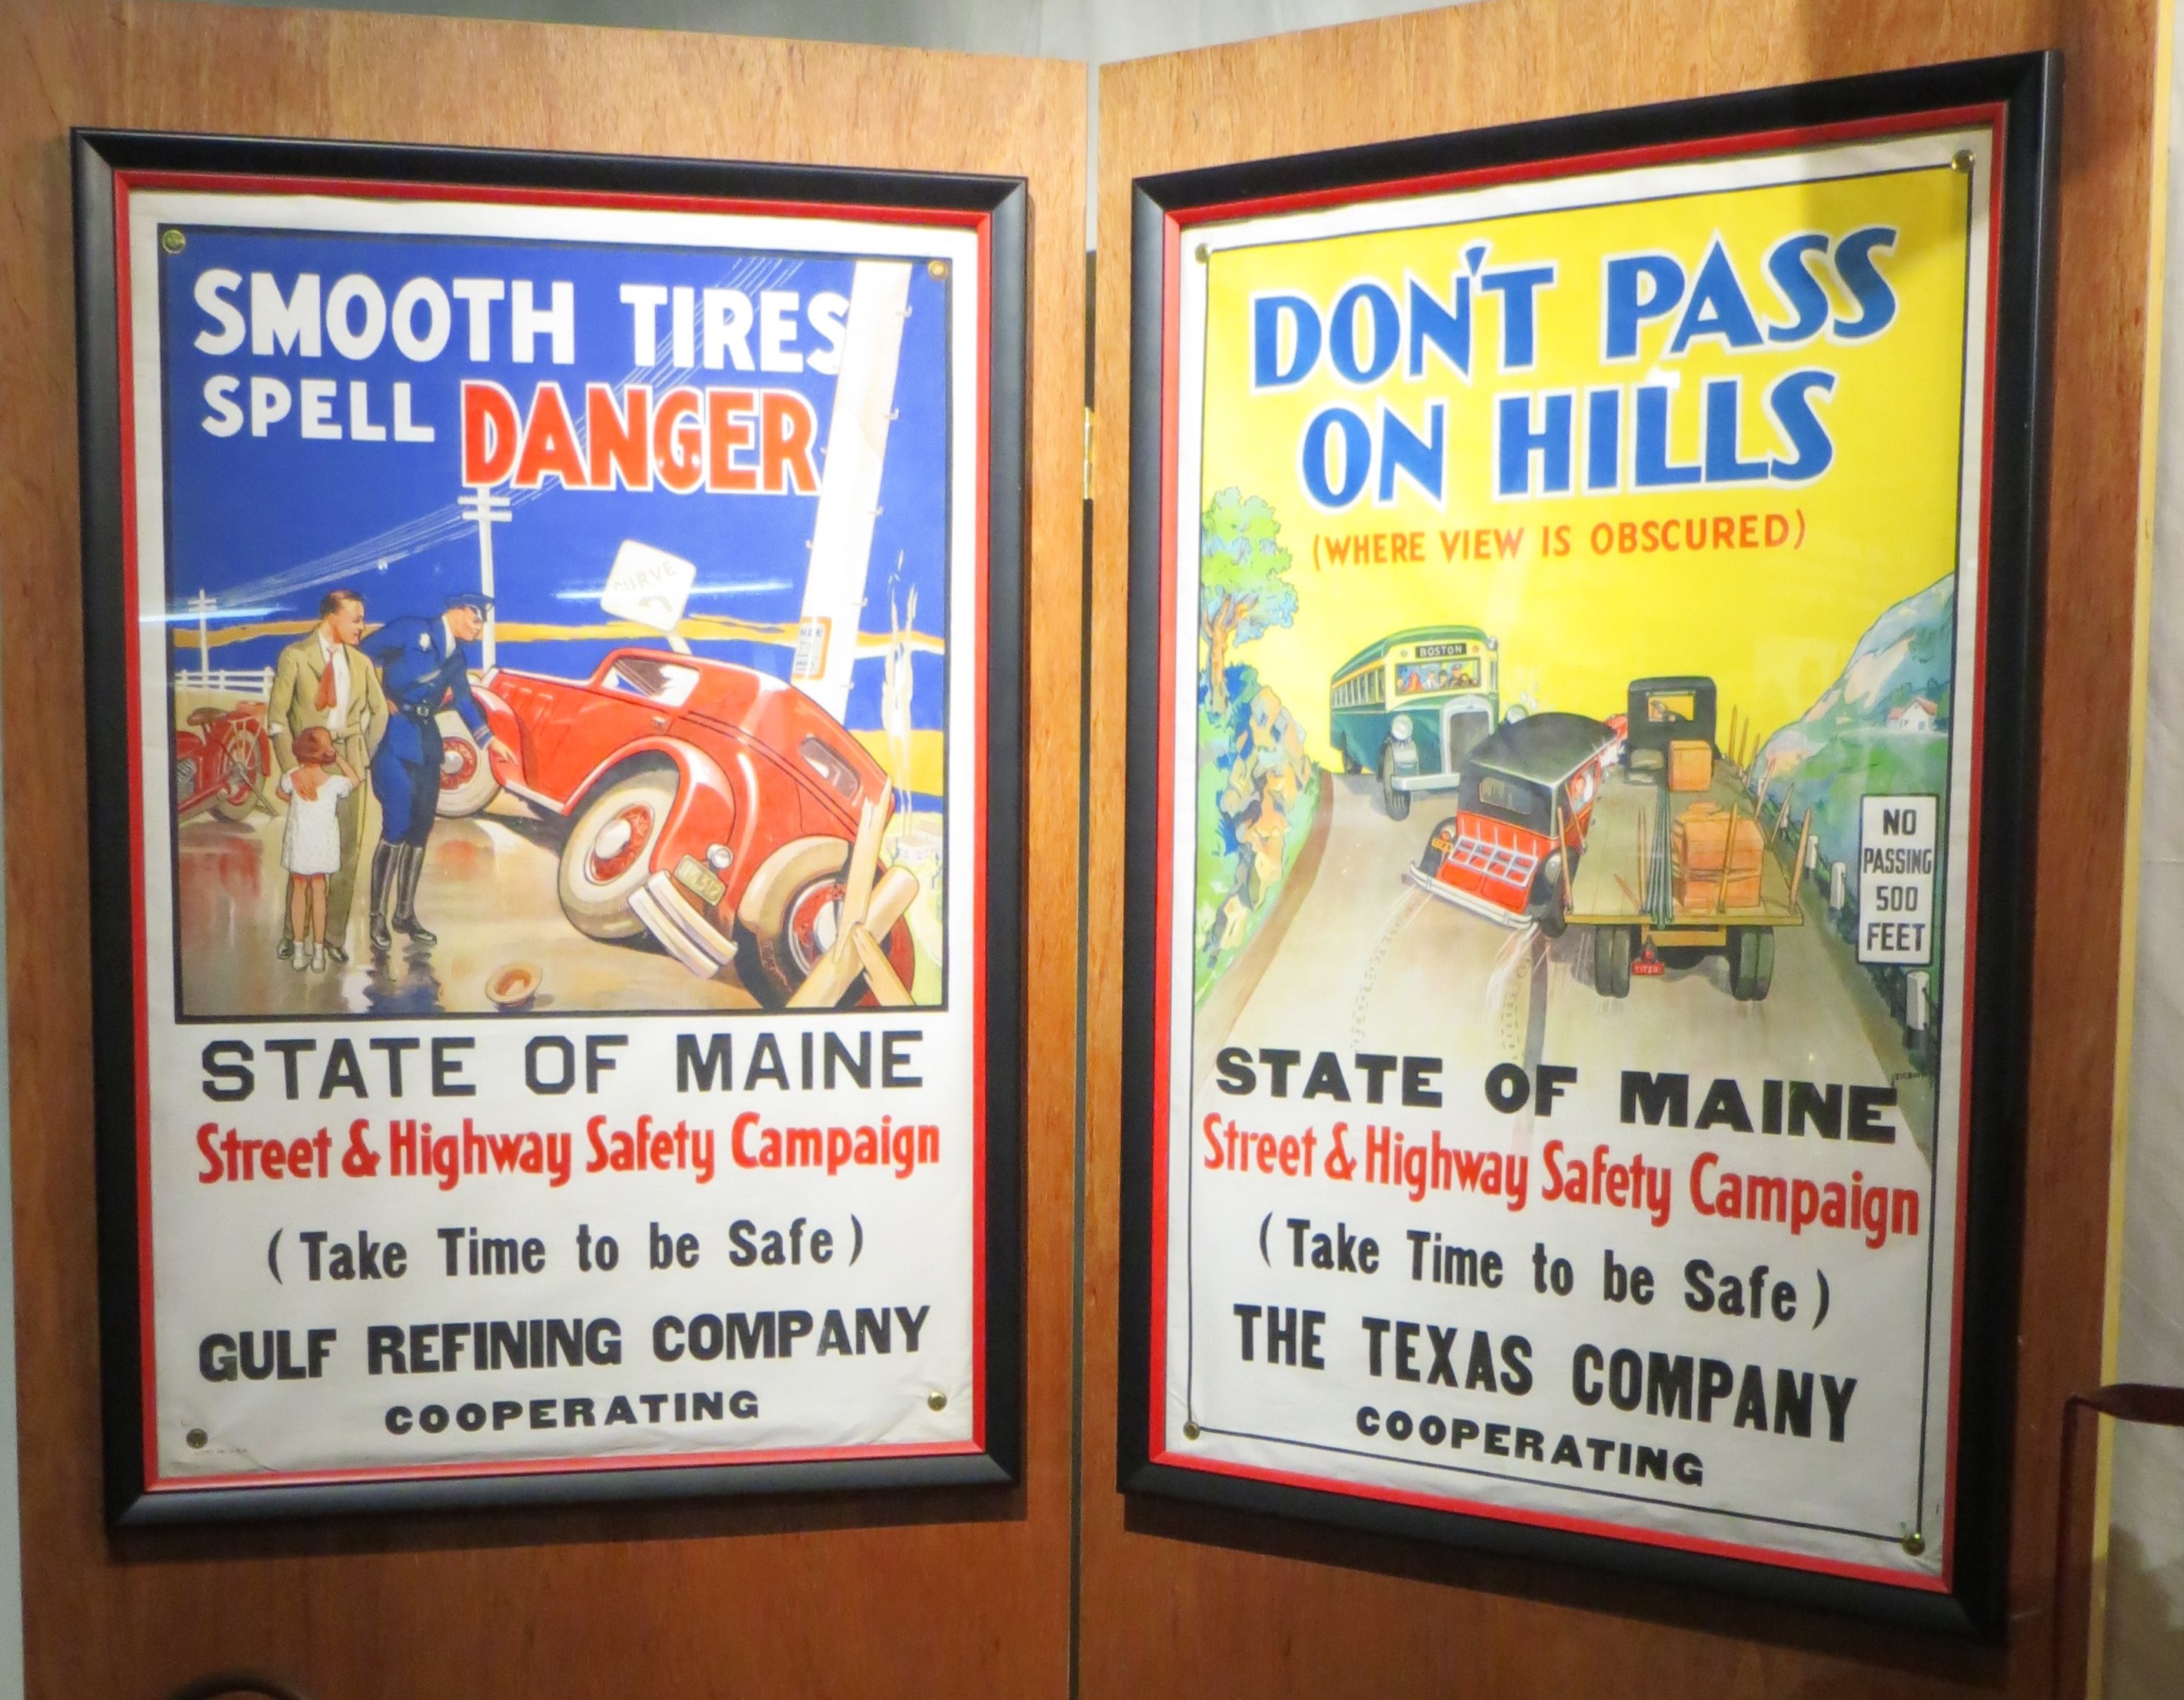 SMOOTH TIRES
SPELL DANGER
CURVE
STATE OF MAINE
Street & Highway Safety Campaign
(Take Time to be Safe)
GULF REFINING COMPANY
COOPERATING
DON'T PASS
ON HILLS
(WHERE VIEW IS OBSCURED)
BOSTON
NO
PASSING
500
FEET
STATE OF MAINE
Street & Highway Safety Campaign
(Take Time to be Safe)
THE TEXAS COMPANY
COOPERATING